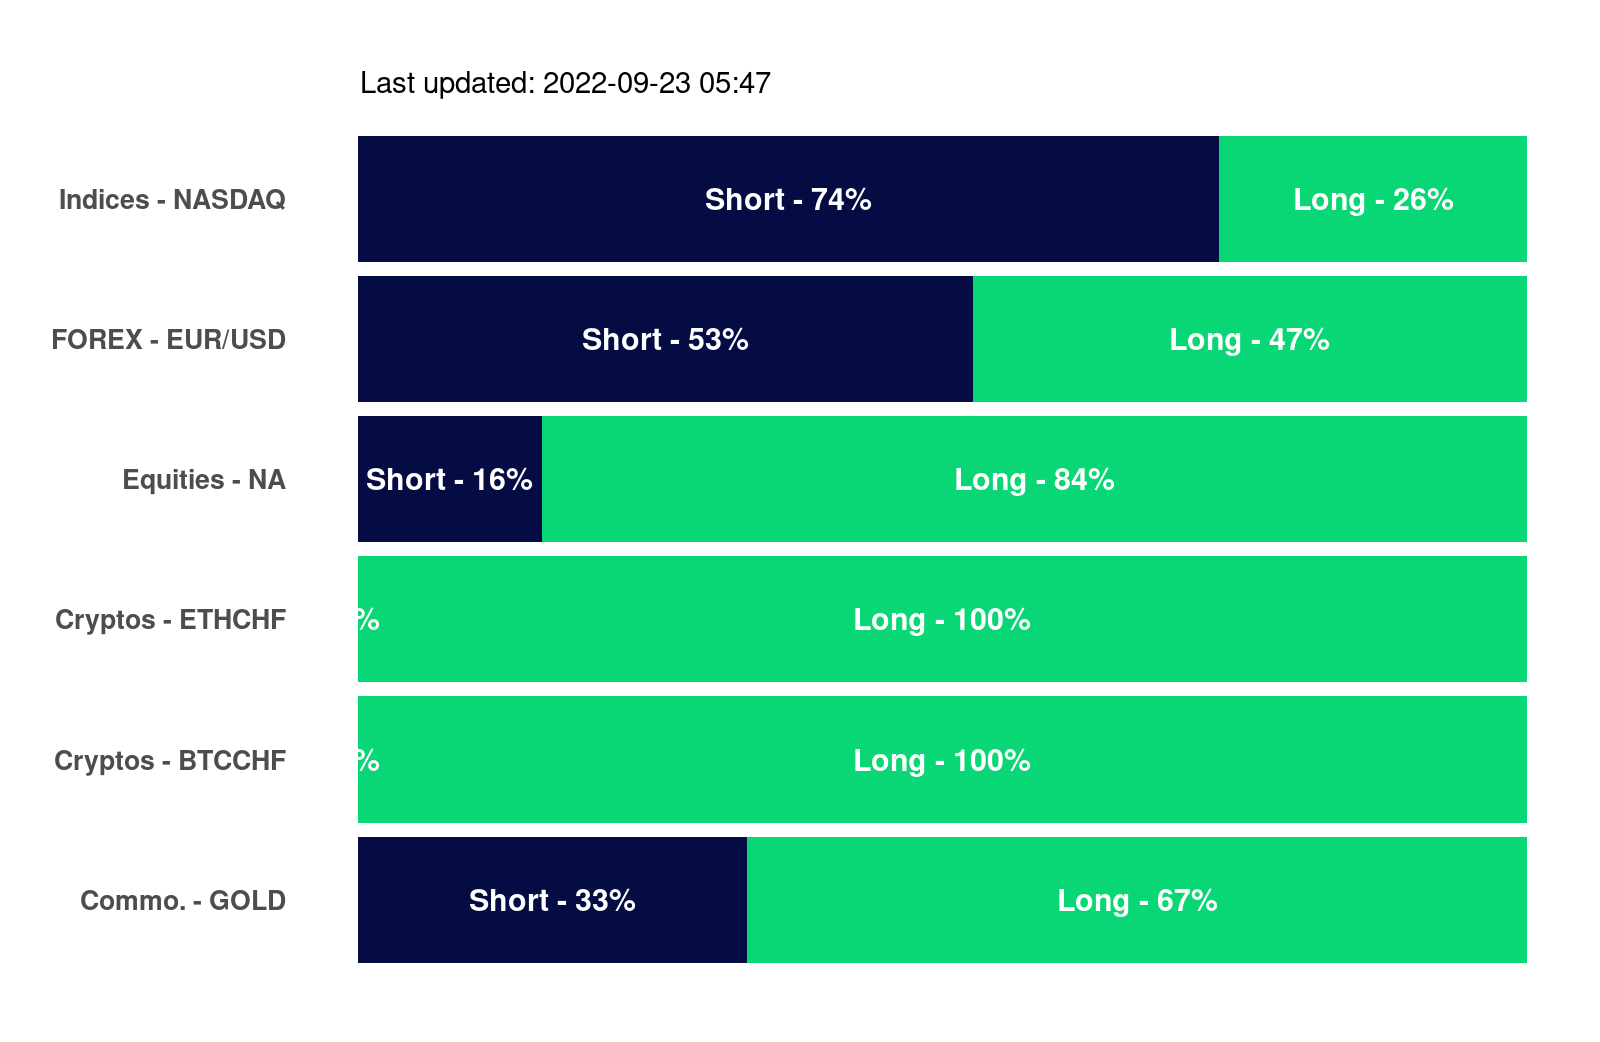 Last updated: 2022-09-23 05:47
Indices - NASDAQ Short - 74% Long - 26%
FOREX - EUR/USD Short - 53% Long - 47%
Equities - NA Short - 16% Long - 84%
Cryptos - ETHCHF % Long - 100%
Cryptos - BTCCHF % Long - 100%
Commo. - GOLD Short - 33% Long - 67%